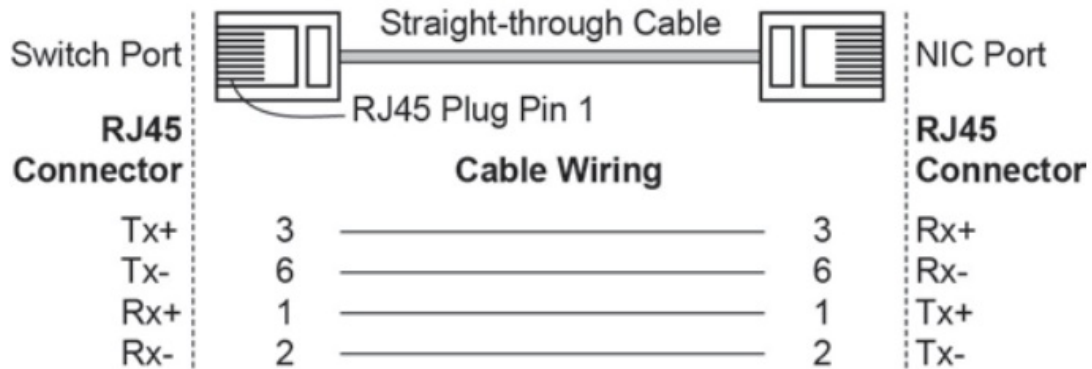 Straight-through Cable
Switch Port NIC Port
RJ45 Plug Pin 1
RJ45 RJ45
Connector Cable Wiring Connector
Tx+ 3 3 Rx+
Tx- 6 6 Rx-
Rx+ 1 1 Tx+
Rx- 2 2 Tx-